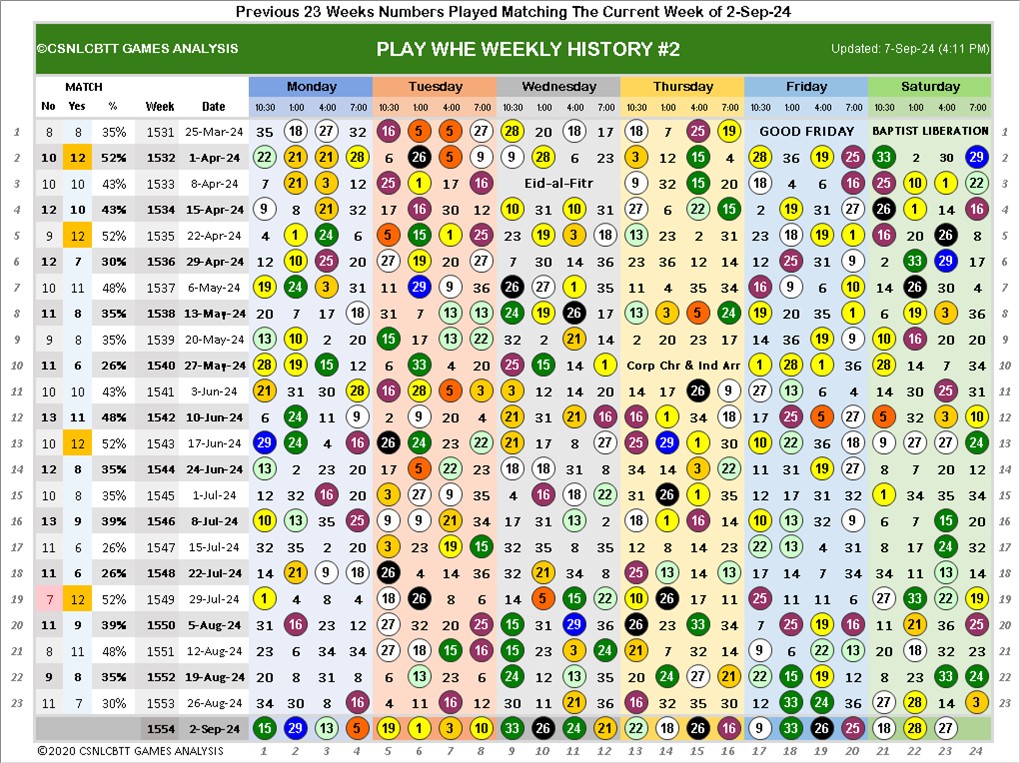 Previous 23 Weeks Numbers Played Matching The Current Week of 2-Sep-24
©CSNLCBTT GAMES ANALYSIS PLAY WHE WEEKLY HISTORY #2 Updated: 7-Sep-24 (4:11 PM)
MATCH Monday Tuesday Wednesday Thursday Friday Saturday
No Yes % Week Date 10:30 1:00 4:00 7:00 10:30 1:00 4:00 7:00 10:30 1:00 4:00 7:00 10:30 1:00 4:00 7:00 10:30 1:00 4:00 7:00 10:30 1:00 4:00 7:00
1 8 8 35% 1531 25-Mar-24 35 18 27 32 16 5 5 27 28 20 18 17 18 7 25 19 GOOD FRIDAY BAPTIST LIBERATION 1
2 10 12 52% 1532 1-Apr-24 22 21 21 28 6 26 5 9 9 28 6 23 3 12 15 4 28 36 19 25 33 2 30 29 2
3 10 10 43% 1533 8-Apr-24 7 21 3 12 25 1 17 16 Eid-al-Fitr 9 32 15 20 18 4 6 16 25 10 1 22 3
4 12 10 43% 1534 15-Apr-24 9 8 21 32 17 16 30 12 10 31 10 31 27 6 22 15 2 19 31 27 26 1 14 16 4
5 9 12 52% 1535 22-Apr-24 4 1 24 6 5 15 1 25 23 19 3 18 13 23 2 31 23 18 19 1 16 20 26 8 5
6 12 7 30% 1536 29-Apr-24 12 10 25 20 27 19 20 27 7 30 14 36 23 36 12 14 12 25 31 9 2 33 29 17 6
7 10 11 48% 1537 6-May-24 19 24 3 31 11 29 9 36 26 27 1 35 11 4 35 34 16 9 6 10 14 26 30 4 7
8 11 8 35% 1538 13-May-24 20 7 17 18 31 7 13 13 24 19 26 17 13 3 5 24 19 20 35 1 6 19 3 36 8
9 9 8 35% 1539 20-May-24 13 10 2 20 15 17 13 22 32 2 21 14 2 20 23 17 14 36 19 9 10 16 20 20 9
10 11 6 26% 1540 27-May-24 28 19 15 12 6 33 4 12 25 15 14 1 Corp Chr & Ind Arr 1 28 1 36 28 14 7 34 10
11 10 10 43% 1541 3-Jun-24 21 31 30 28 16 28 5 3 3 12 14 20 14 17 26 9 27 13 6 4 14 30 25 31 11
12 13 11 48% 1542 10-Jun-24 6 24 11 9 2 9 20 4 21 31 21 16 16 1 34 18 17 25 5 27 5 32 3 10 12
13 10 12 52% 1543 17-Jun-24 29 24 4 16 26 24 23 22 21 17 8 27 25 29 1 30 10 22 36 18 9 27 27 24 13
14 12 8 35% 1544 24-Jun-24 13 2 23 20 17 5 22 23 18 18 31 8 34 14 3 22 11 31 19 27 8 7 20 12 14
15 10 8 35% 1545 1-Jul-24 12 32 16 20 3 27 9 35 4 16 18 22 31 26 1 35 12 17 31 32 1 34 35 34 15
16 13 9 39% 1546 8-Jul-24 10 13 35 25 9 9 21 34 17 31 13 2 18 1 16 14 10 13 32 9 6 7 15 20 16
17 11 6 26% 1547 15-Jul-24 32 35 2 20 3 23 19 15 32 35 8 35 12 8 14 23 22 13 4 31 8 17 24 32 17
18 11 6 26% 1548 22-Jul-24 14 21 9 18 26 4 14 36 32 21 34 8 25 13 14 13 17 14 7 34 34 11 13 14 18
19 7 12 52% 1549 29-Jul-24 1 4 8 4 18 26 8 6 14 5 15 22 10 26 17 11 25 11 11 6 27 33 22 19 19
20 11 9 39% 1550 5-Aug-24 31 16 23 12 27 32 20 25 15 31 29 36 26 23 33 34 7 25 19 16 11 21 36 25 20
21 8 11 48% 1551 12-Aug-24 23 6 34 34 27 18 15 16 15 23 3 24 21 7 32 14 9 6 22 13 20 18 32 23 21
22 9 8 35% 1552 19-Aug-24 20 8 31 8 6 13 23 6 24 12 13 35 20 24 27 21 22 15 19 12 8 23 33 24 22
23 11 7 30% 1553 26-Aug-24 34 30 8 16 4 11 16 12 33 11 21 36 16 32 35 30 18 33 24 36 27 28 14 3 23
1554 2-Sep-24 15 29 13 5 19 1 3 10 33 26 24 21 22 18 26 16 9 33 26 25 18 28 27
©2020 CSNLCBTT GAMES ANALYSIS 1 2 3 4 5 6 7 8 9 10 11 12 13 14 15 16 17 18 19 20 21 22 23 24